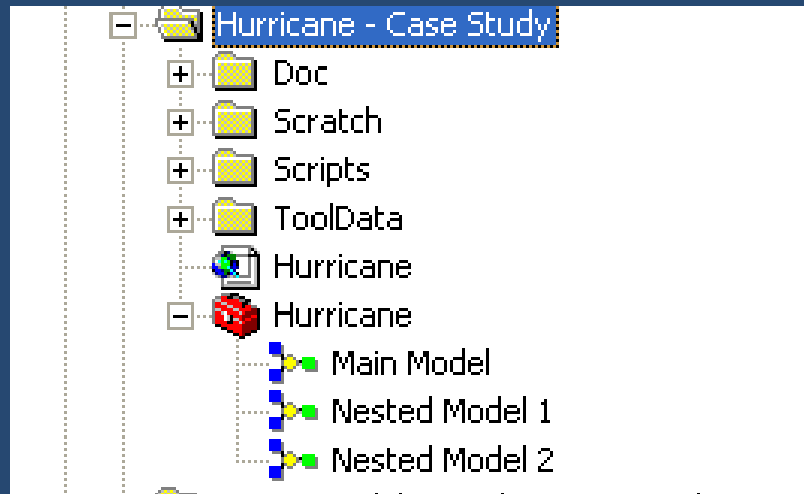 Hurricane - Case Study
Doc
Scratch
Scripts
ToolData
Hurricane
Hurricane
Main Model
Nested Model 1
Nested Model 2